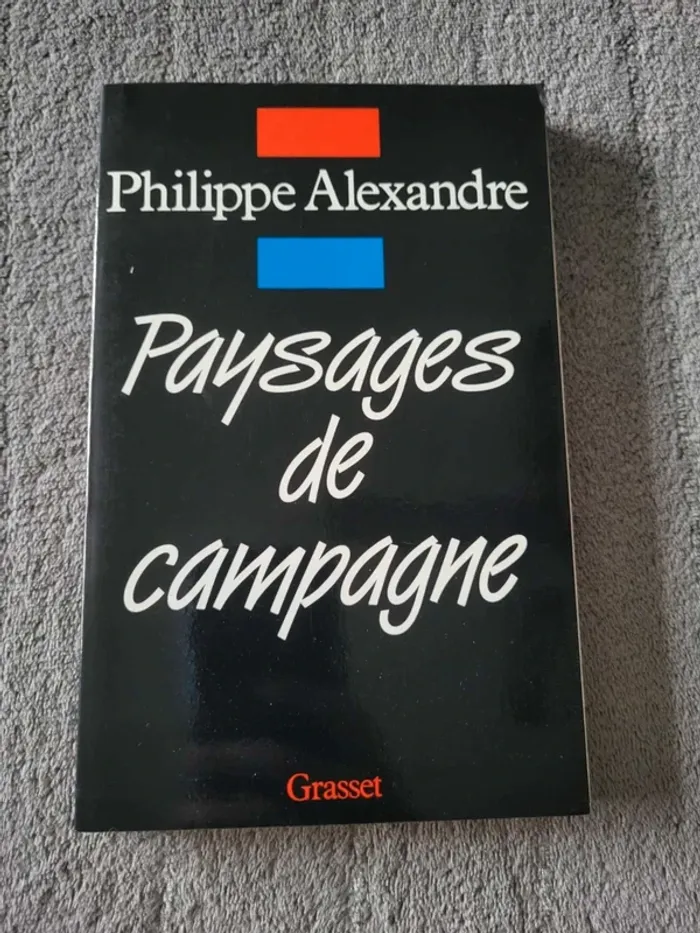 Philippe Alexandre
Paysages
de
campagne
Grasset